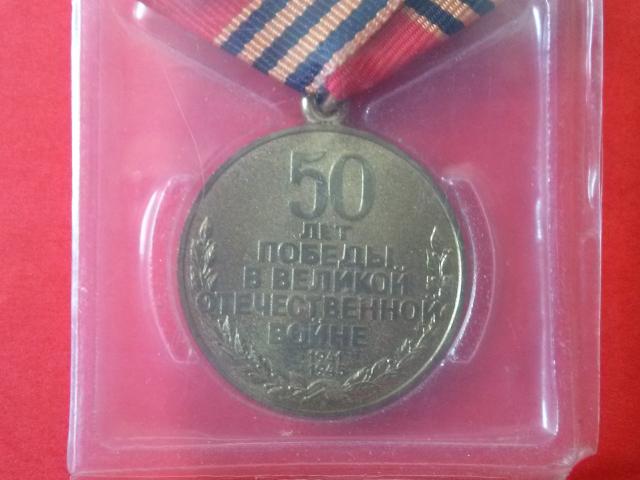 50
ЛЕТ
ПОБЕДЫ
В ВЕЛИКОЙ
ОТЕЧЕСТВЕННОЙ
ВОЙНЕ
1941
1945